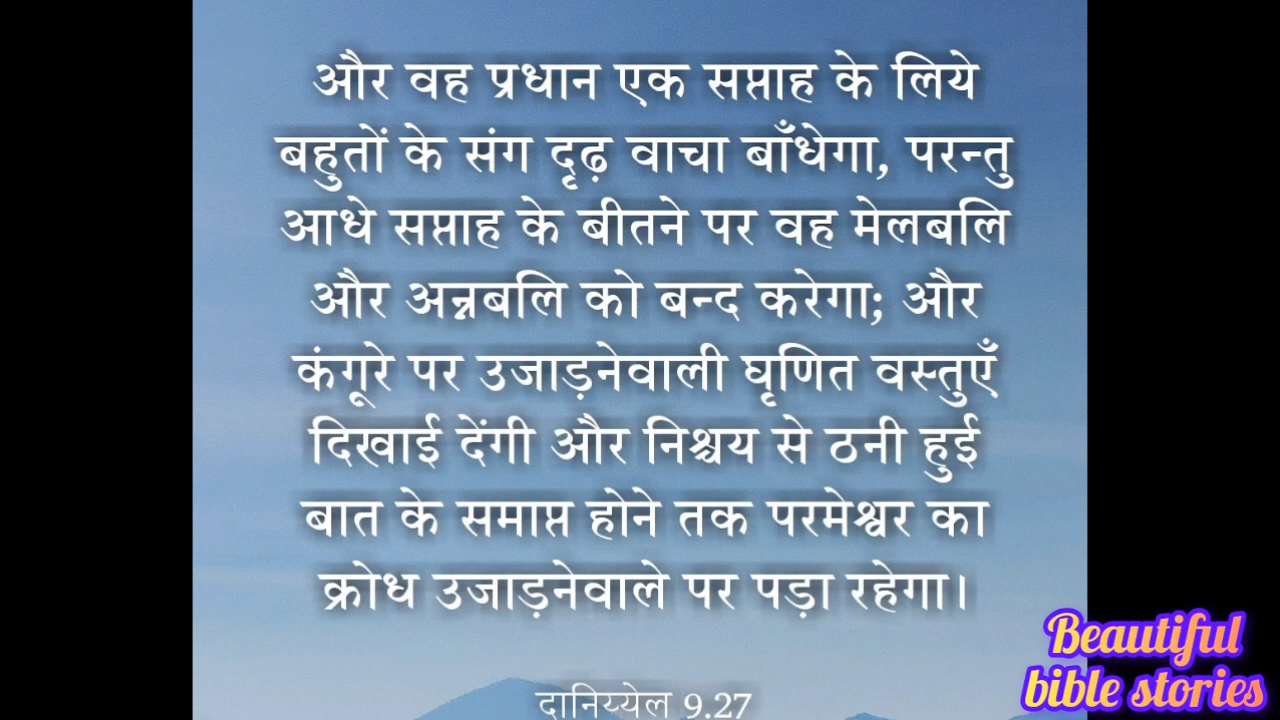 और वह प्रधान एक सप्ताह के लिये
बहुतों के संग दृढ़ वाचा बाँधेगा, परन्तु
आधे सप्ताह के बीतने पर वह मेलबलि
और अन्नबलि को बन्द करेगा; और
कंगूरे पर उजाड़नेवाली घृणित वस्तुएँ
दिखाई देंगी और निश्चय से ठनी हुई
बात के समाप्त होने तक परमेश्वर का
क्रोध उजाड़नेवाले पर पड़ा रहेगा।
दानिय्येल 9.27
Beautiful
bible stories